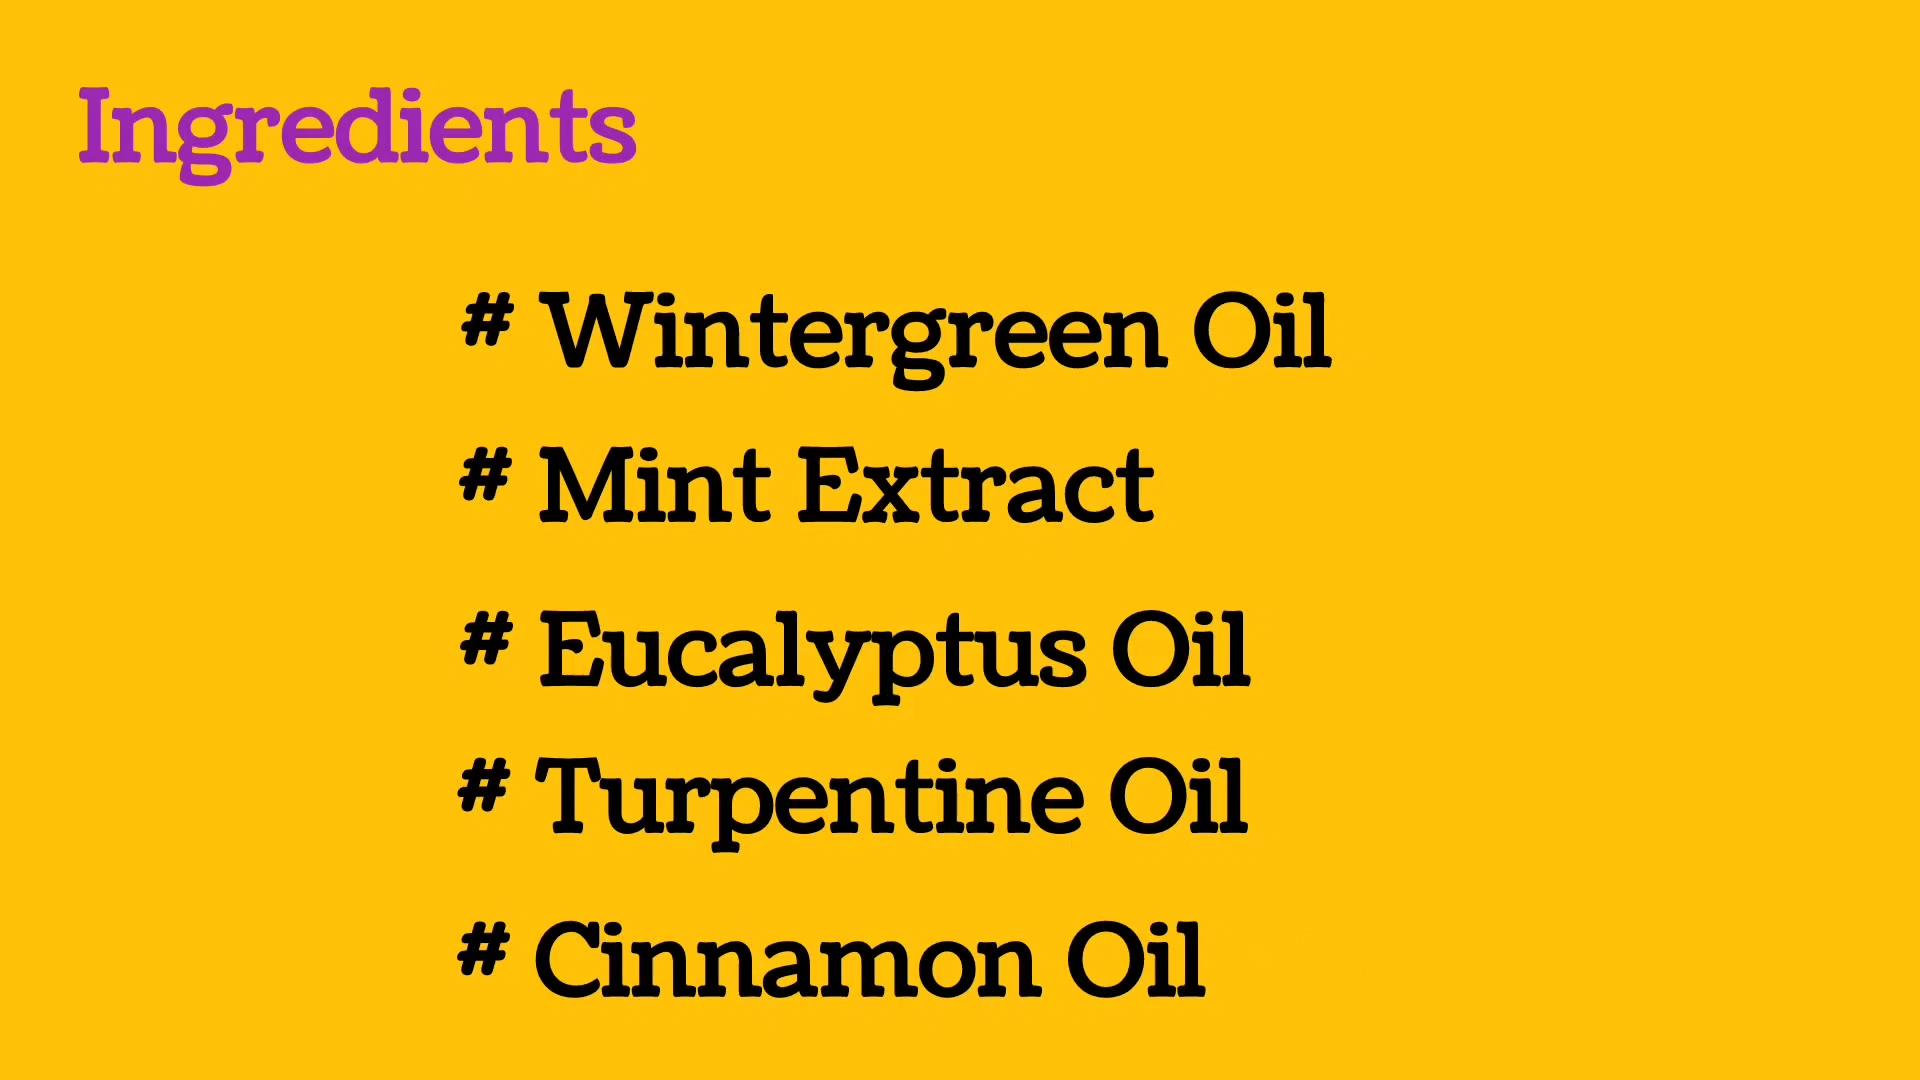 Ingredients
# Wintergreen Oil
# Mint Extract
# Eucalyptus Oil
# Turpentine Oil
# Cinnamon Oil